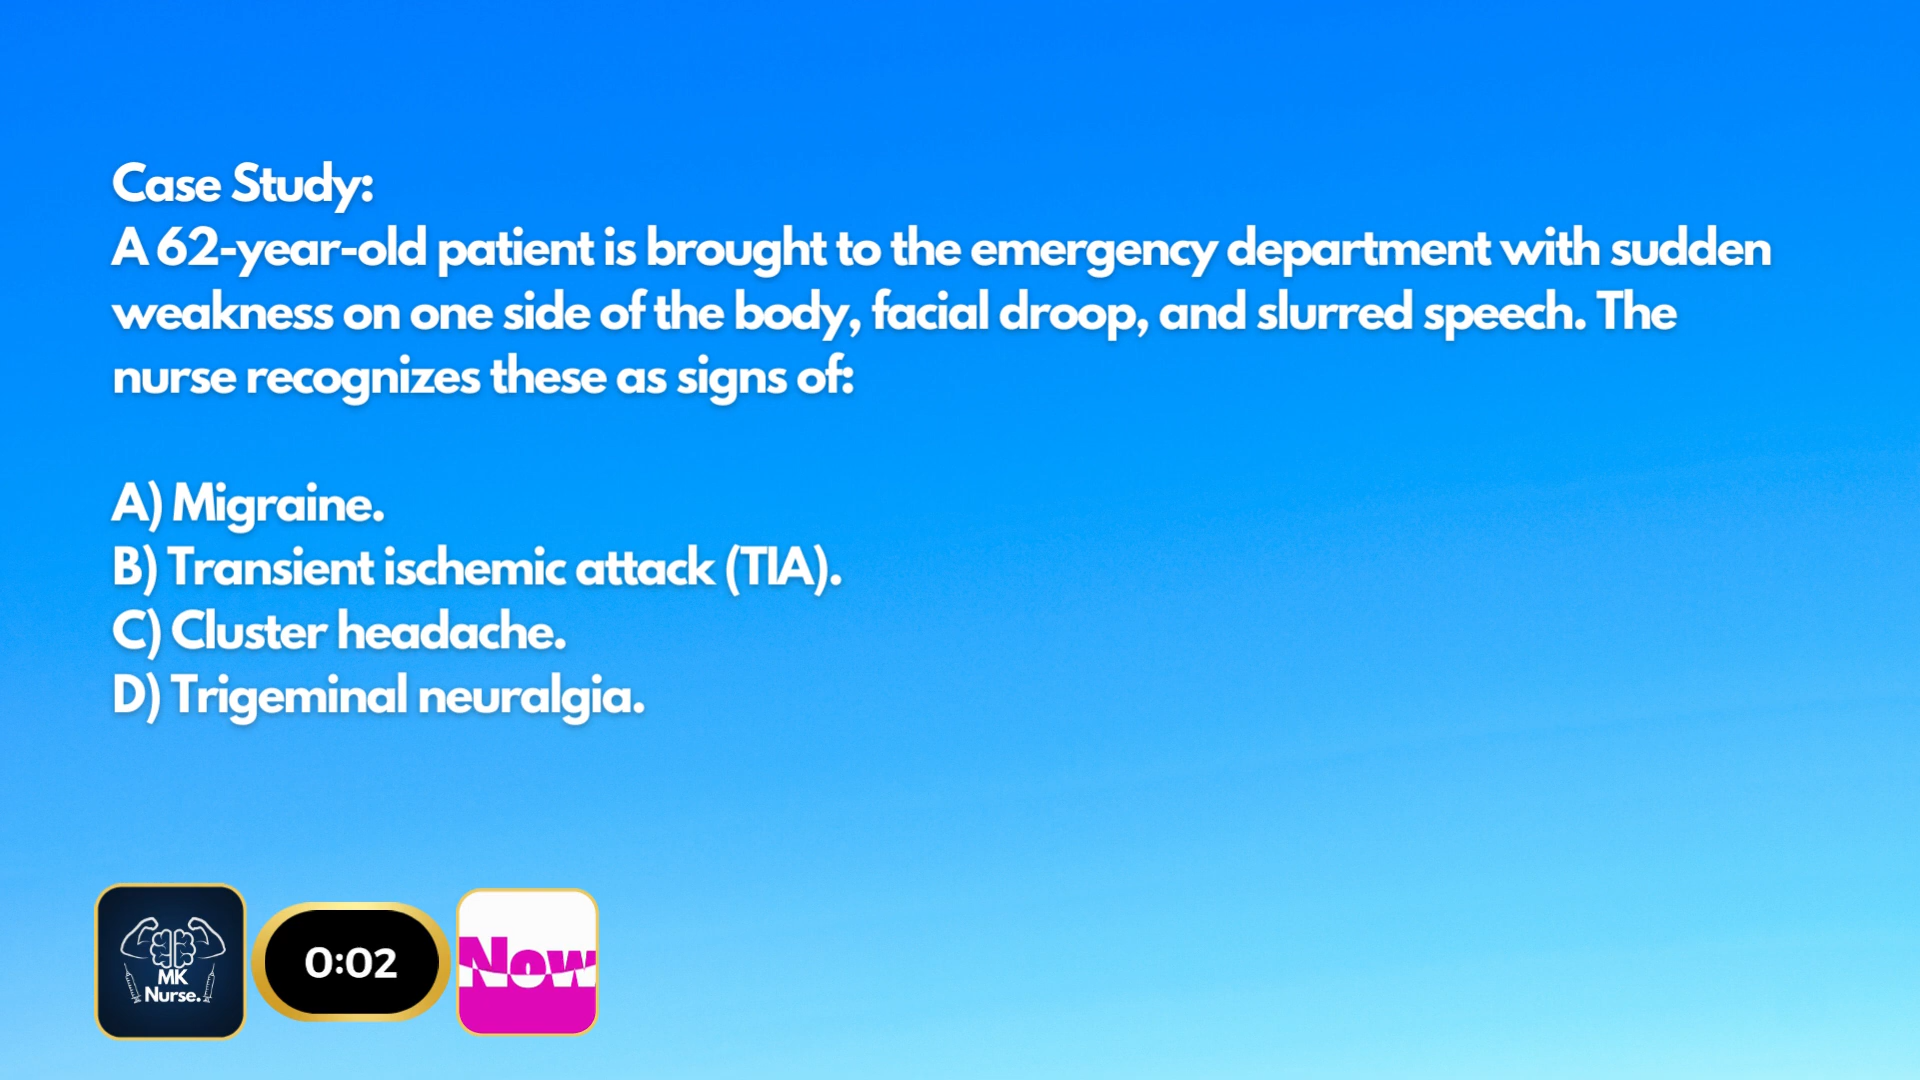 Case Study:
A 62-year-old patient is brought to the emergency department with sudden
weakness on one side of the body, facial droop, and slurred speech. The
nurse recognizes these as signs of:
A) Migraine.
B) Transient ischemic attack (TIA).
C) Cluster headache.
D) Trigeminal neuralgia.
MK
Nurse.
0:02
Now